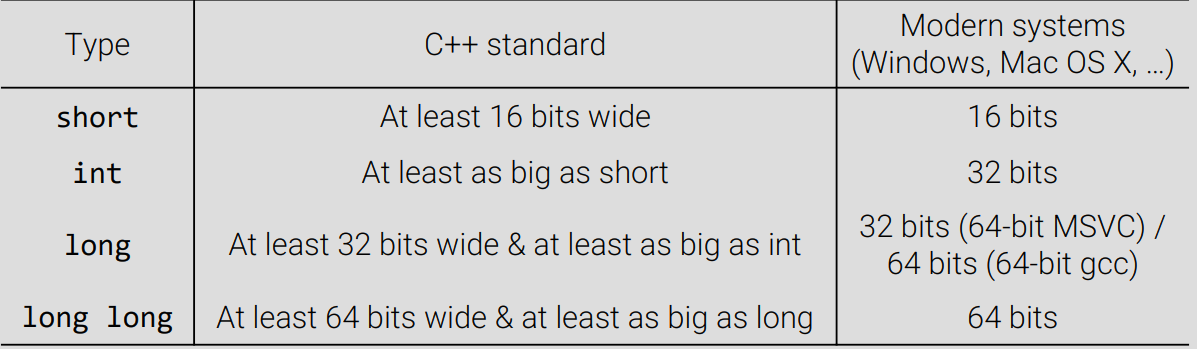 Type C++ standard Modern systems
(Windows, Mac OS X, …)
short At least 16 bits wide 16 bits
int At least as big as short 32 bits
long At least 32 bits wide & at least as big as int 32 bits (64-bit MSVC) /
64 bits (64-bit gcc)
long long At least 64 bits wide & at least as big as long 64 bits